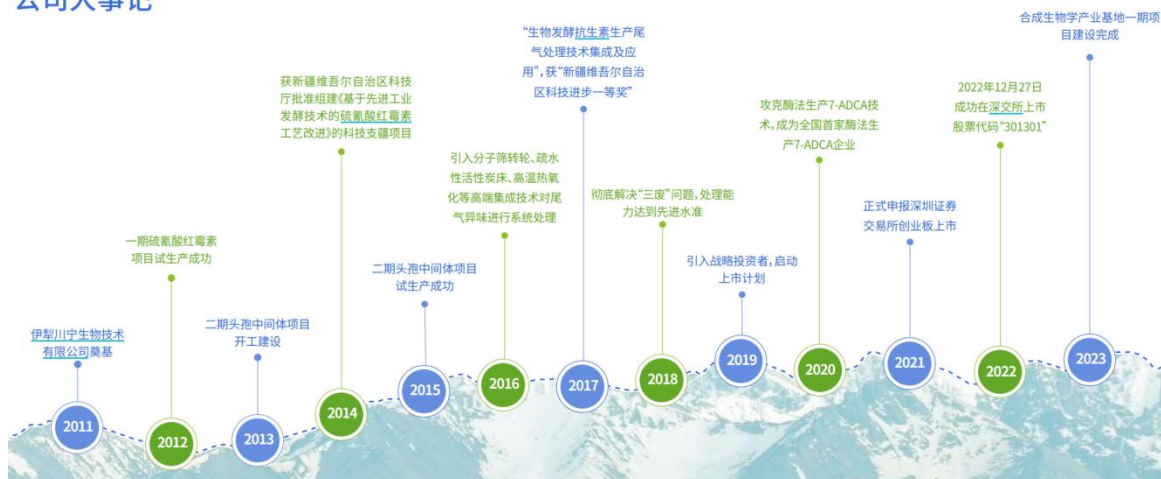 公司大事记
伊犁川宁生物技术
有限公司奠基
2011
一期硫氰酸红霉素
项目试生产成功
2012
二期头孢中间体项目
开工建设
2013
获新疆维吾尔自治区科技
厅批准组建《基于先进工业
发酵技术的硫氰酸红霉素
工艺改进》的科技支疆项目
2014
二期头孢中间体项目
试生产成功
2015
引入分子筛转轮、疏水
性活性炭床、高温热氧
化等高端集成技术对尾
气异味进行系统处理
2016
“生物发酵抗生素生产尾
气处理技术集成及应
用”，获“新疆维吾尔自治
区科技进步一等奖”
2017
彻底解决“三废”问题，处理能
力达到先进水准
2018
引入战略投资者，启动
上市计划
2019
攻克酶法生产7-ADCA技
术，成为全国首家酶法生
产7-ADCA企业
2020
正式申报深圳证券
交易所创业板上市
2021
2022年12月27日
成功在深交所上市
股票代码“301301”
2022
合成生物学产业基地一期项
目建设完成
2023